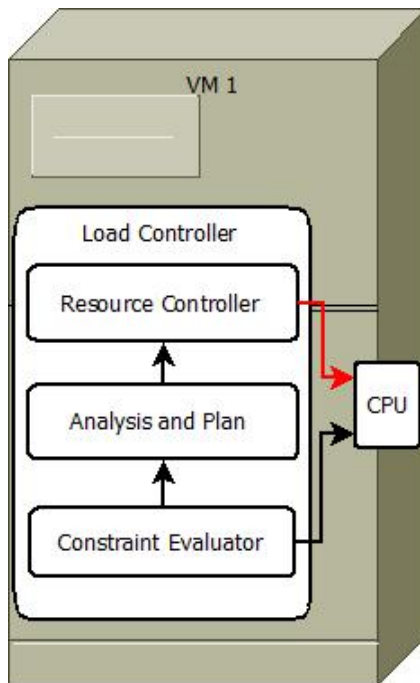 VM 1
Load Controller
Resource Controller
Analysis and Plan
CPU
Constraint Evaluator